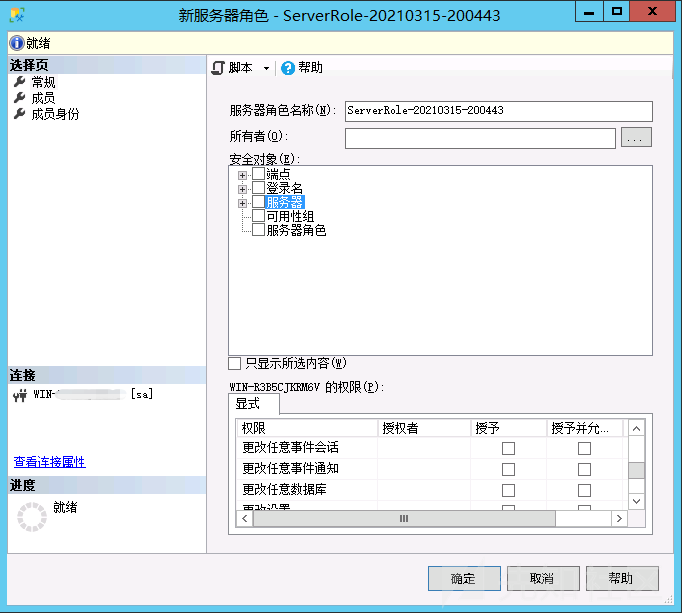 新服务器角色 - ServerRole-20210315-200443
就绪
选择页
常规
成员
成员身份
脚本
帮助
服务器角色名称(N): ServerRole-20210315-200443
所有者(O):
...
安全对象(E):
端点
登录名
服务器
可用性组
服务器角色
只显示所选内容(W)
WIN-R3B5CJKRM6V 的权限(P):
显式
权限 授权者 授予 授予并允...
更改任意事件会话
更改任意事件通知
更改任意数据库
更改设置
连接
WIN- [sa]
查看连接属性
进度
就绪
确定 取消 帮助